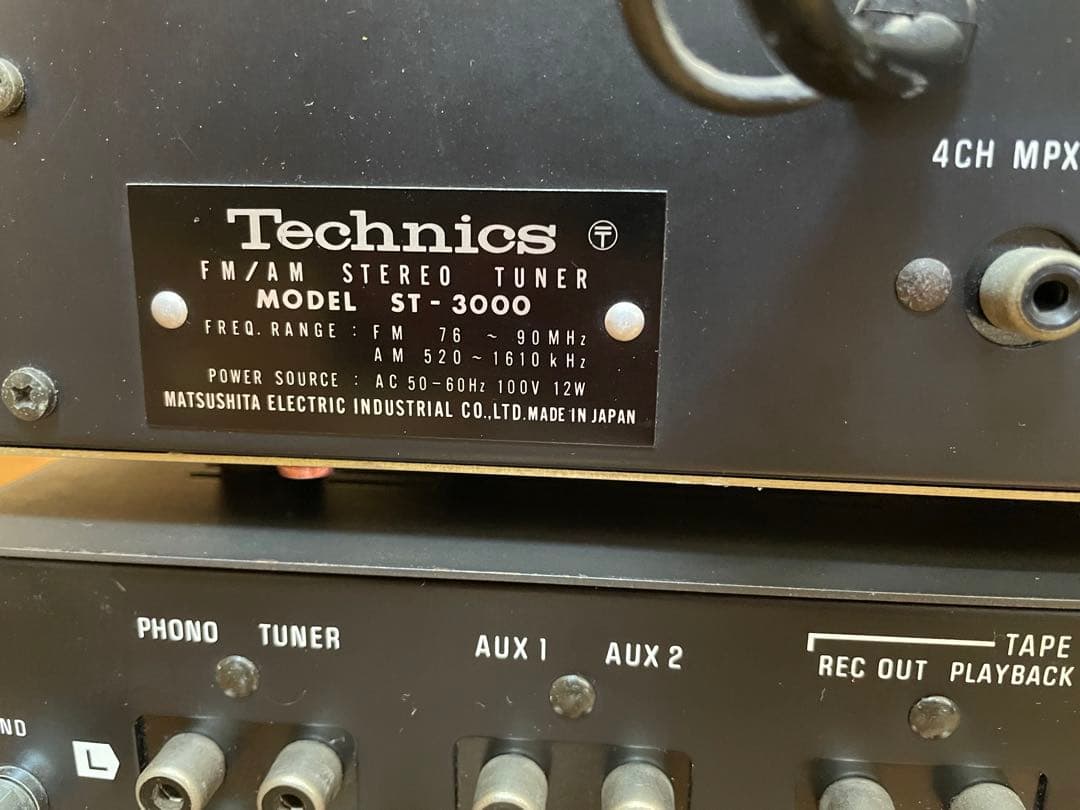 4CH MPX
Technics 〒
FM/AM STEREO TUNER
MODEL ST-3000
FREQ. RANGE : FM 76 ~ 90MHz
AM 520 ~ 1610kHz
POWER SOURCE : AC 50-60Hz 100V 12W
MATSUSHITA ELECTRIC INDUSTRIAL CO.,LTD. MADE IN JAPAN
PHONO TUNER AUX 1 AUX 2 TAPE
REC OUT PLAYBACK
ND
L